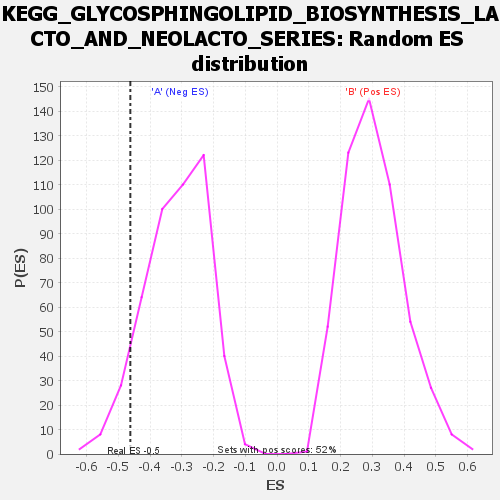 KEGG_GLYCOSPHINGOLIPID_BIOSYNTHESIS_LA
CTO_AND_NEOLACTO_SERIES: Random ES
distribution
'A' (Neg ES)
'B' (Pos ES)
150
140
130
120
110
100
90
80
70
60
50
40
30
20
10
0
P(ES)
Real ES -0.5
Sets with pos scores: 52%
-0.6 -0.5 -0.4 -0.3 -0.2 -0.1 0.0 0.1 0.2 0.3 0.4 0.5 0.6
ES